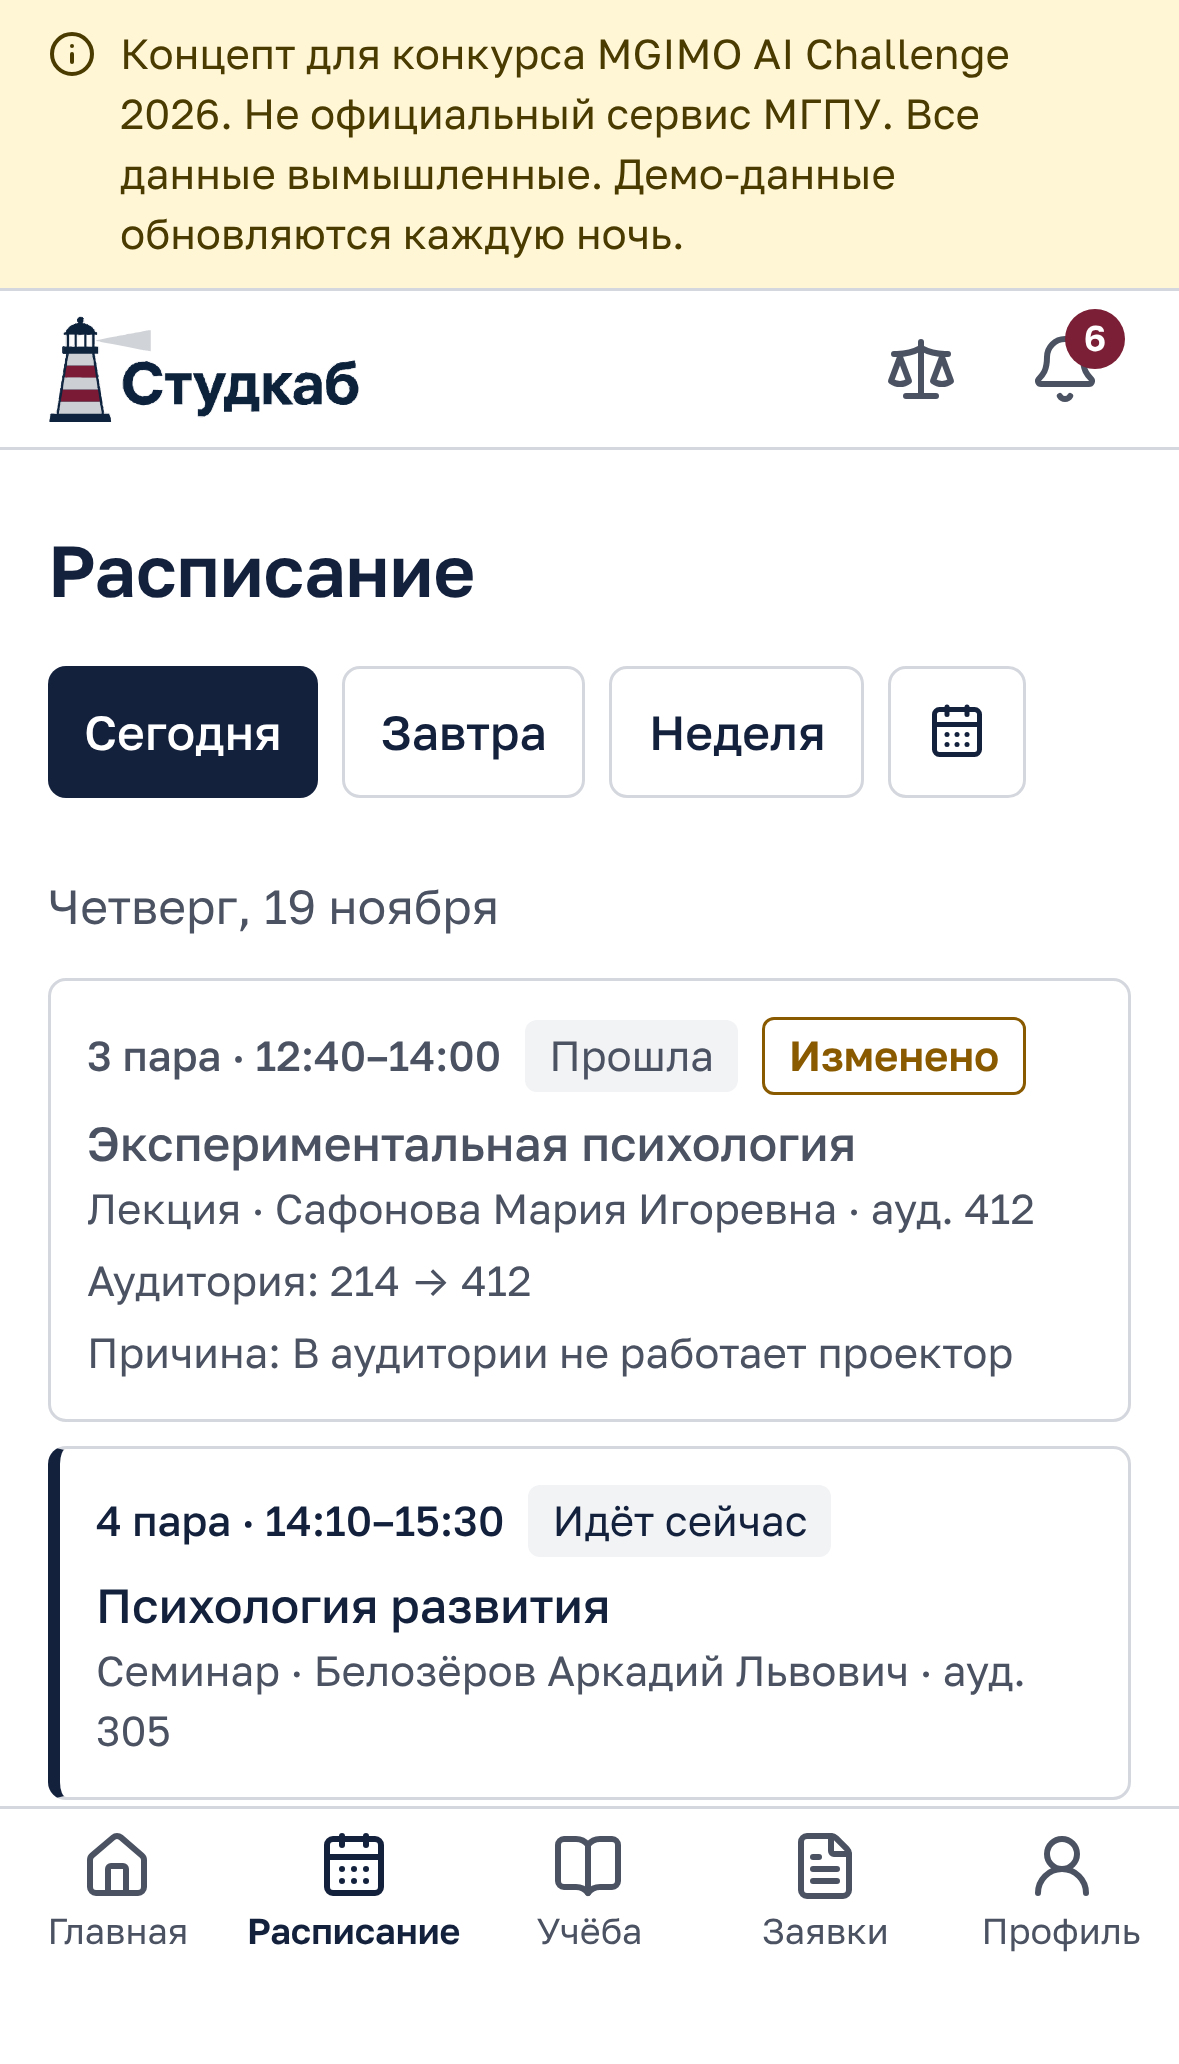 Концепт для конкурса MGIMO AI Challenge
2026. Не официальный сервис МГПУ. Все
данные вымышленные. Демо-данные
обновляются каждую ночь.
Студкаб
6
Расписание
Сегодня Завтра Неделя
Четверг, 19 ноября
3 пара · 12:40–14:00 Прошла Изменено
Экспериментальная психология
Лекция · Сафонова Мария Игоревна · ауд. 412
Аудитория: 214 → 412
Причина: В аудитории не работает проектор
4 пара · 14:10–15:30 Идёт сейчас
Психология развития
Семинар · Белозёров Аркадий Львович · ауд.
305
Главная Расписание Учёба Заявки Профиль